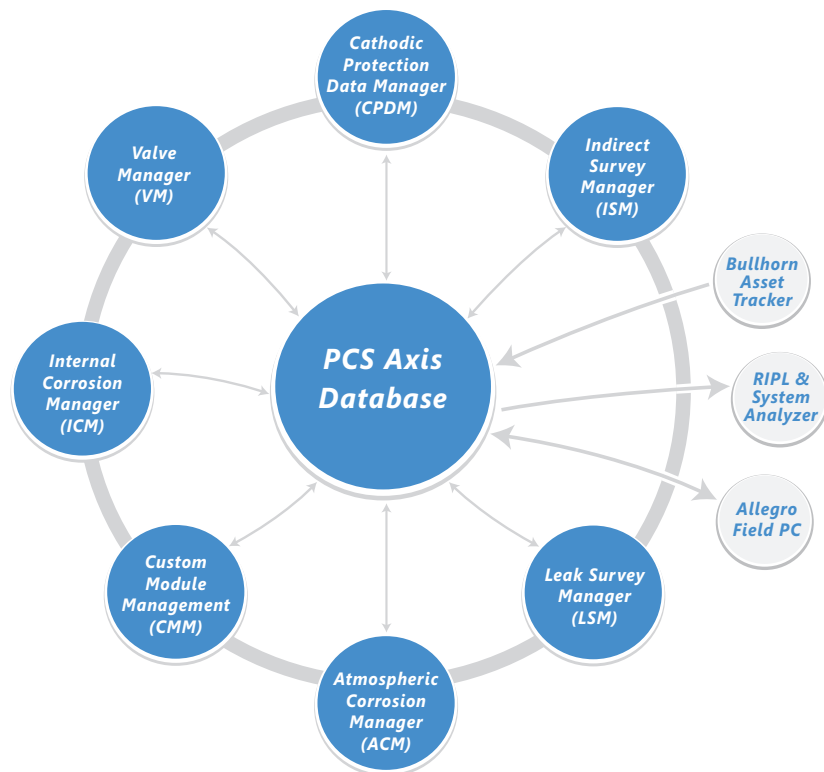 Cathodic
Protection
Data Manager
(CPDM)
Valve
Manager
(VM)
Indirect
Survey
Manager
(ISM)
Bullhorn
Asset
Tracker
PCS Axis
Database
Internal
Corrosion
Manager
(ICM)
RIPL &
System
Analyzer
Allegro
Field PC
Custom
Module
Management
(CMM)
Leak Survey
Manager
(LSM)
Atmospheric
Corrosion
Manager
(ACM)